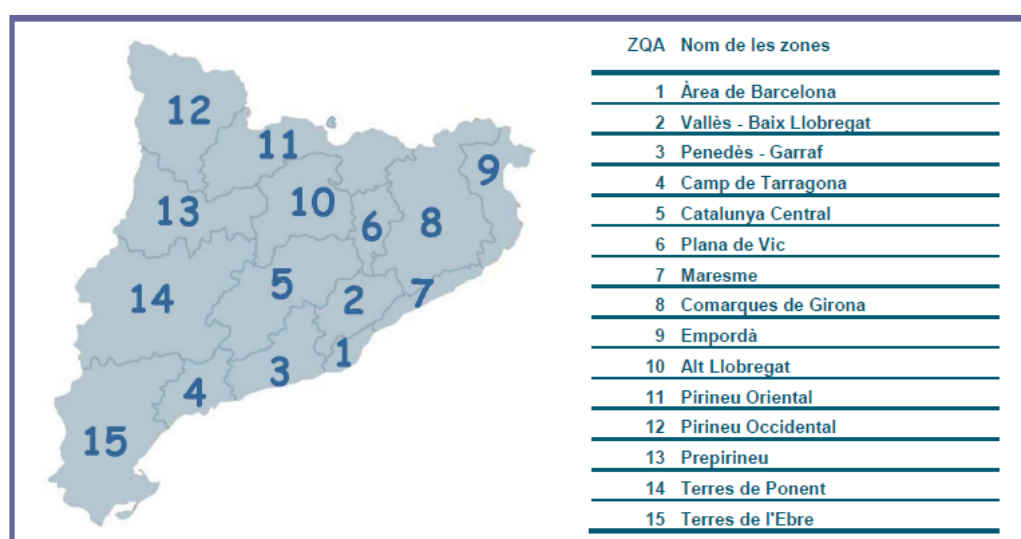 ZQA Nom de les zones
1 Àrea de Barcelona
2 Vallès - Baix Llobregat
3 Penedès - Garraf
4 Camp de Tarragona
5 Catalunya Central
6 Plana de Vic
7 Maresme
8 Comarques de Girona
9 Empordà
10 Alt Llobregat
11 Pirineu Oriental
12 Pirineu Occidental
13 Prepirineu
14 Terres de Ponent
15 Terres de l'Ebre
12
11
9
13
10
6
8
5
14
2
7
1
3
4
15